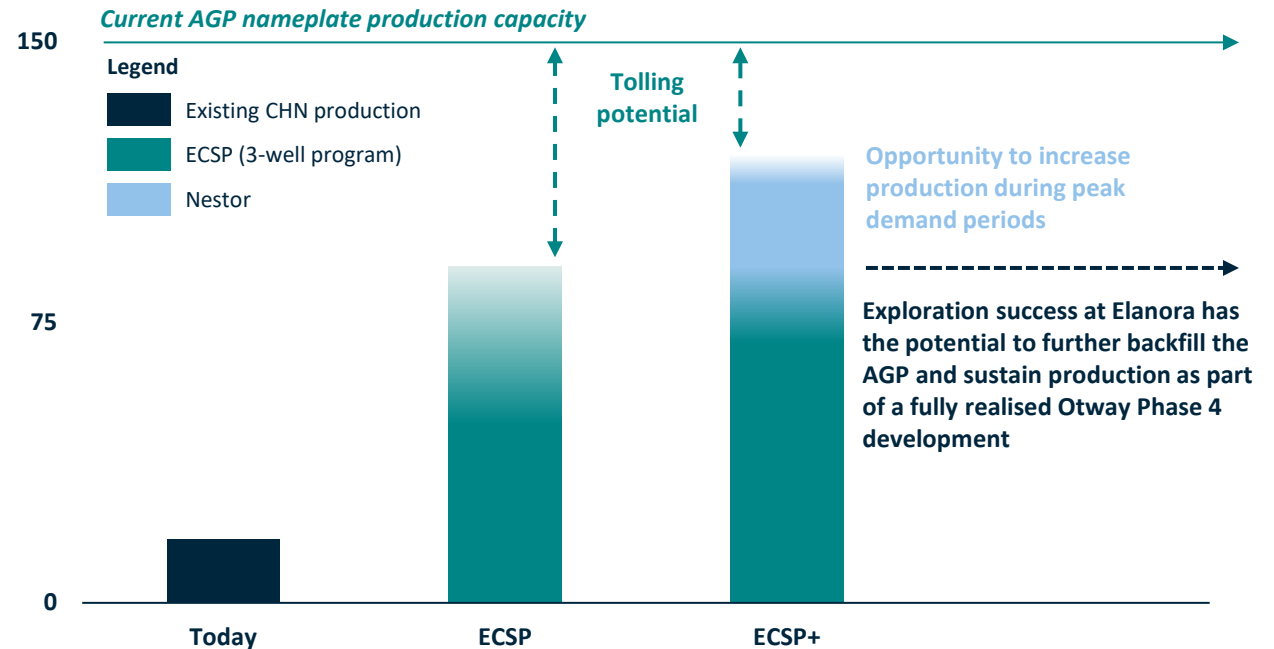 Current AGP nameplate production capacity
150
Legend
Existing CHN production
ECSP (3-well program)
Nestor
Tolling
potential
Opportunity to increase
production during peak
demand periods
75
Exploration success at Elanora has
the potential to further backfill the
AGP and sustain production as part
of a fully realised Otway Phase 4
development
0
Today
ECSP
ECSP+